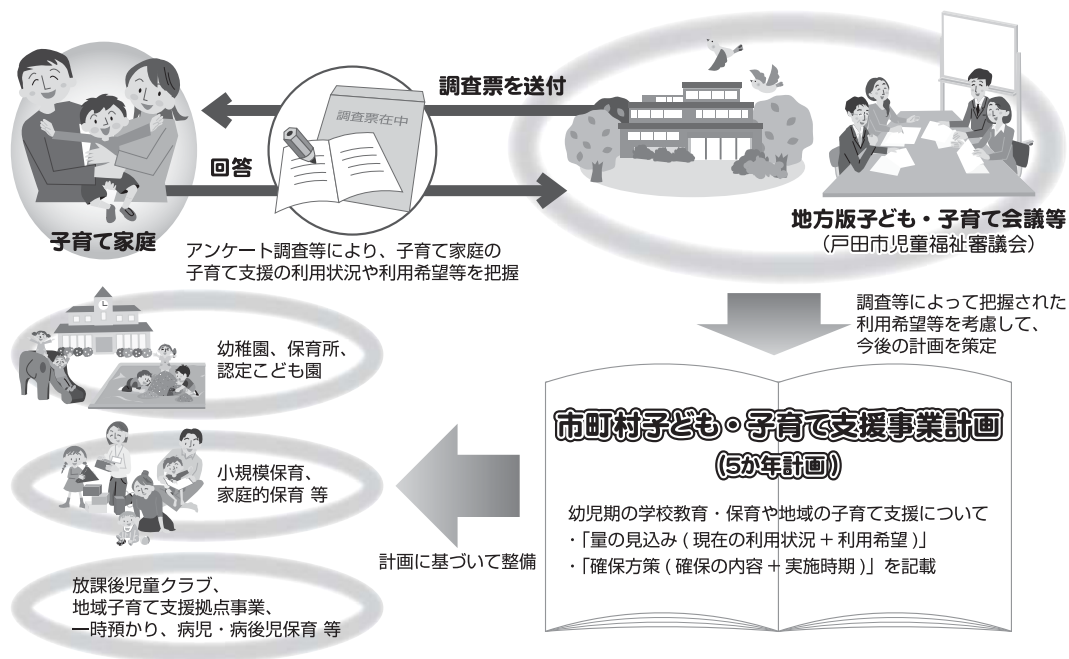 調査票を送付
調査票在中
回答
子育て家庭
アンケート調査等により、子育て家庭の
子育て支援の利用状況や利用希望等を把握
地方版子ども・子育て会議等
（戸田市児童福祉審議会）
調査等によって把握された
利用希望等を考慮して、
今後の計画を策定
市町村子ども・子育て支援事業計画
(5か年計画)
幼児期の学校教育・保育や地域の子育て支援について
・「量の見込み ( 現在の利用状況 + 利用希望 )」
・「確保方策 ( 確保の内容 + 実施時期 )」を記載
計画に基づいて整備
幼稚園、保育所、
認定こども園
小規模保育、
家庭的保育 等
放課後児童クラブ、
地域子育て支援拠点事業、
一時預かり、病児・病後児保育 等